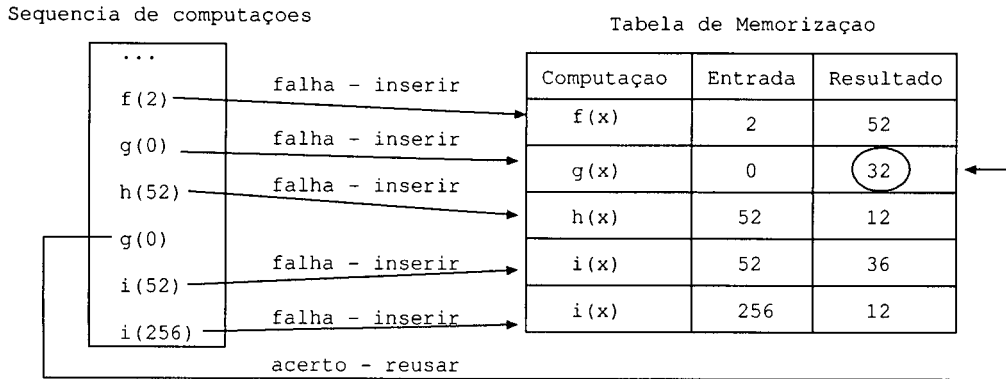 Sequencia de computaçoes
...
f(2)
g(0)
h(52)
g(0)
i(52)
i(256)
falha - inserir
falha - inserir
falha - inserir
falha - inserir
falha - inserir
acerto - reusar
Tabela de Memorizaçao
Computaçao Entrada Resultado
f(x) 2 52
g(x) 0 32
h(x) 52 12
i(x) 52 36
i(x) 256 12